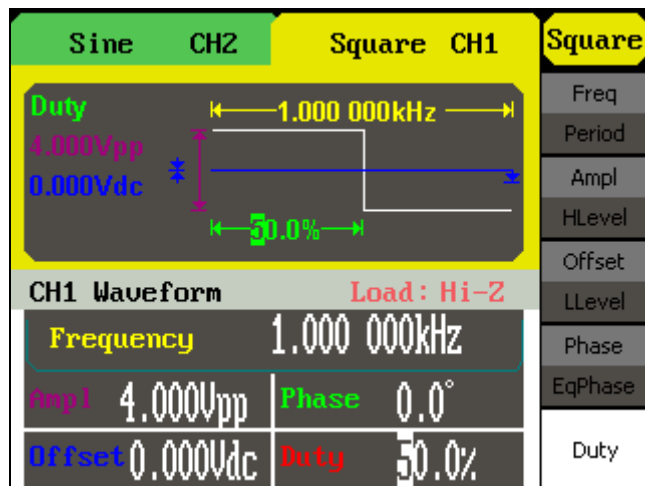 Sine CH2 Square CH1 Square
Duty
1.000 000kHz
4.000Vpp
0.000Vdc
50.0%
CH1 Waveform Load: Hi-Z
Frequency 1.000 000kHz
Ampl 4.000Vpp Phase 0.0°
Offset 0.000Vdc Duty 50.0%
Freq
Period
Ampl
HLevel
Offset
LLevel
Phase
EqPhase
Duty